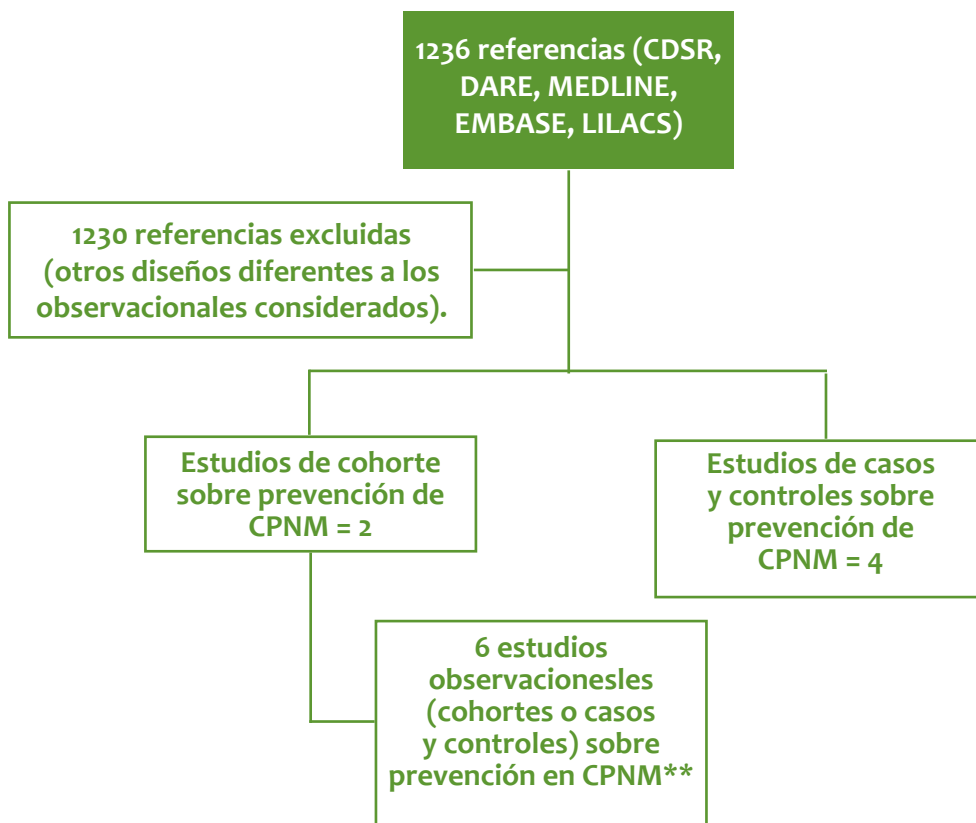 1236 referencias (CDSR,
DARE, MEDLINE,
EMBASE, LILACS)
1230 referencias excluidas
(otros diseños diferentes a los
observacionales considerados).
Estudios de cohorte
sobre prevención de
CPNM = 2
Estudios de casos
y controles sobre
prevención de
CPNM = 4
6 estudios
observacionesles
(cohortes o casos
y controles) sobre
prevención en CPNM**